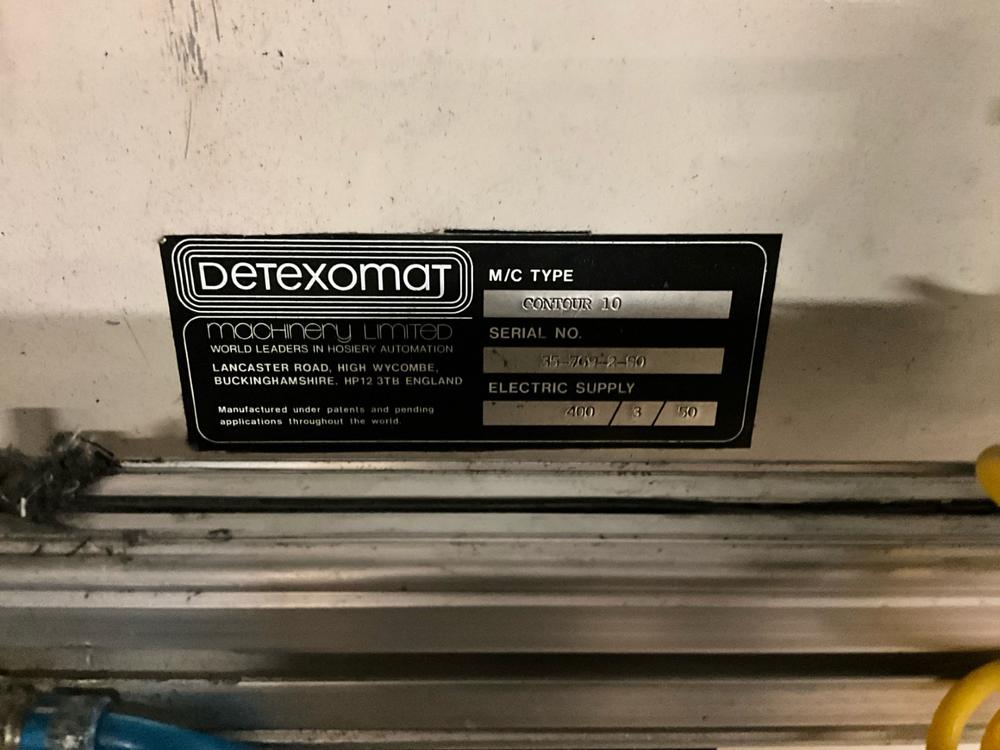 DETEXOMAT
MACHINERY LIMITED
WORLD LEADERS IN HOSIERY AUTOMATION
LANCASTER ROAD, HIGH WYCOMBE,
BUCKINGHAMSHIRE. HP12 3TB ENGLAND
Manufactured under patents and pending
applications throughout the world.
M/C TYPE
CONTOUR 10
SERIAL NO.
ELECTRIC SUPPLY
400 / 3 / 50